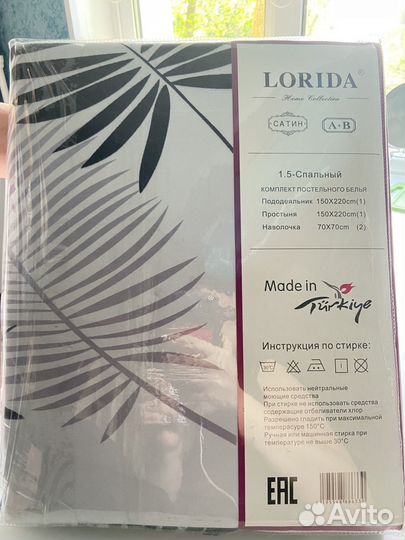 LORIDA®
Home Collection
САТИН A+B
1.5-Спальный
КОМПЛЕКТ ПОСТЕЛЬНОГО БЕЛЬЯ
Пододеяльник 150X220cm(1)
Простыня 150X220cm(1)
Наволочка 70X70cm (2)
Made in
Türkiye
Инструкция по стирке:
30°C
Использовать нейтральные
моющие средства
При стирке не использовать средства
содержащие отбеливатели хлор
Разрешено гладить при максимальной
температуре 150°C
Ручная или машинная стирка при
температуре не выше 30°C
EAC
Avito